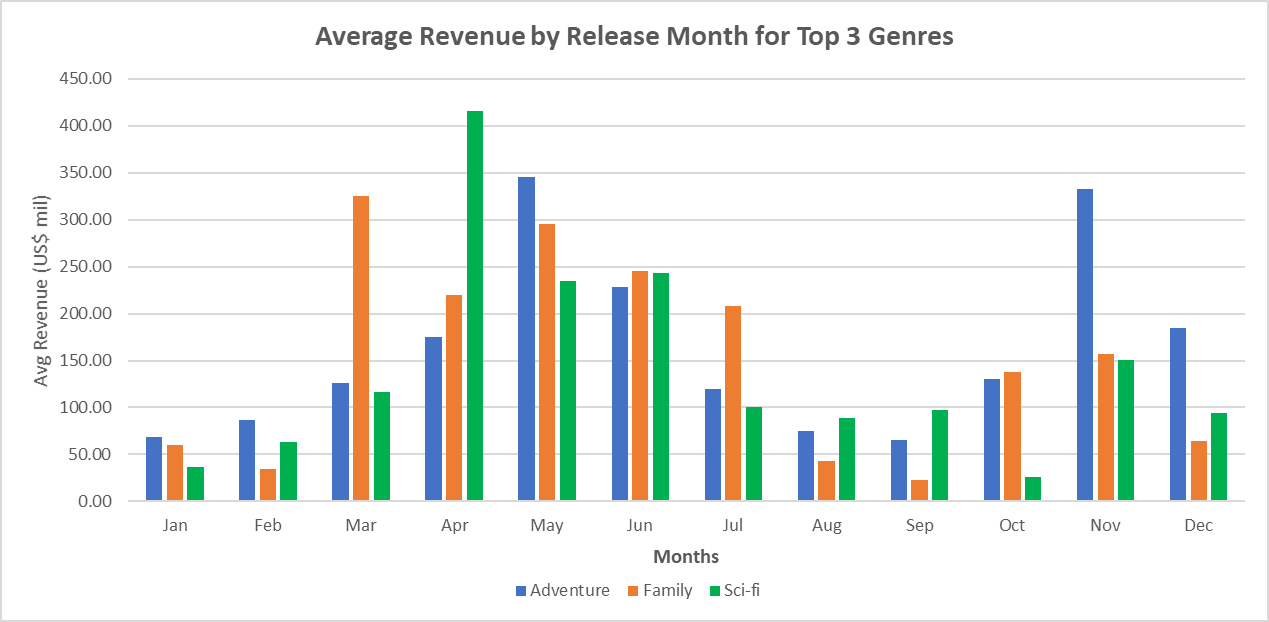 Average Revenue by Release Month for Top 3 Genres
Avg Revenue (US$ mil)
450.00
400.00
350.00
300.00
250.00
200.00
150.00
100.00
50.00
0.00
Jan Feb Mar Apr May Jun Jul Aug Sep Oct Nov Dec
Months
Adventure Family Sci-fi